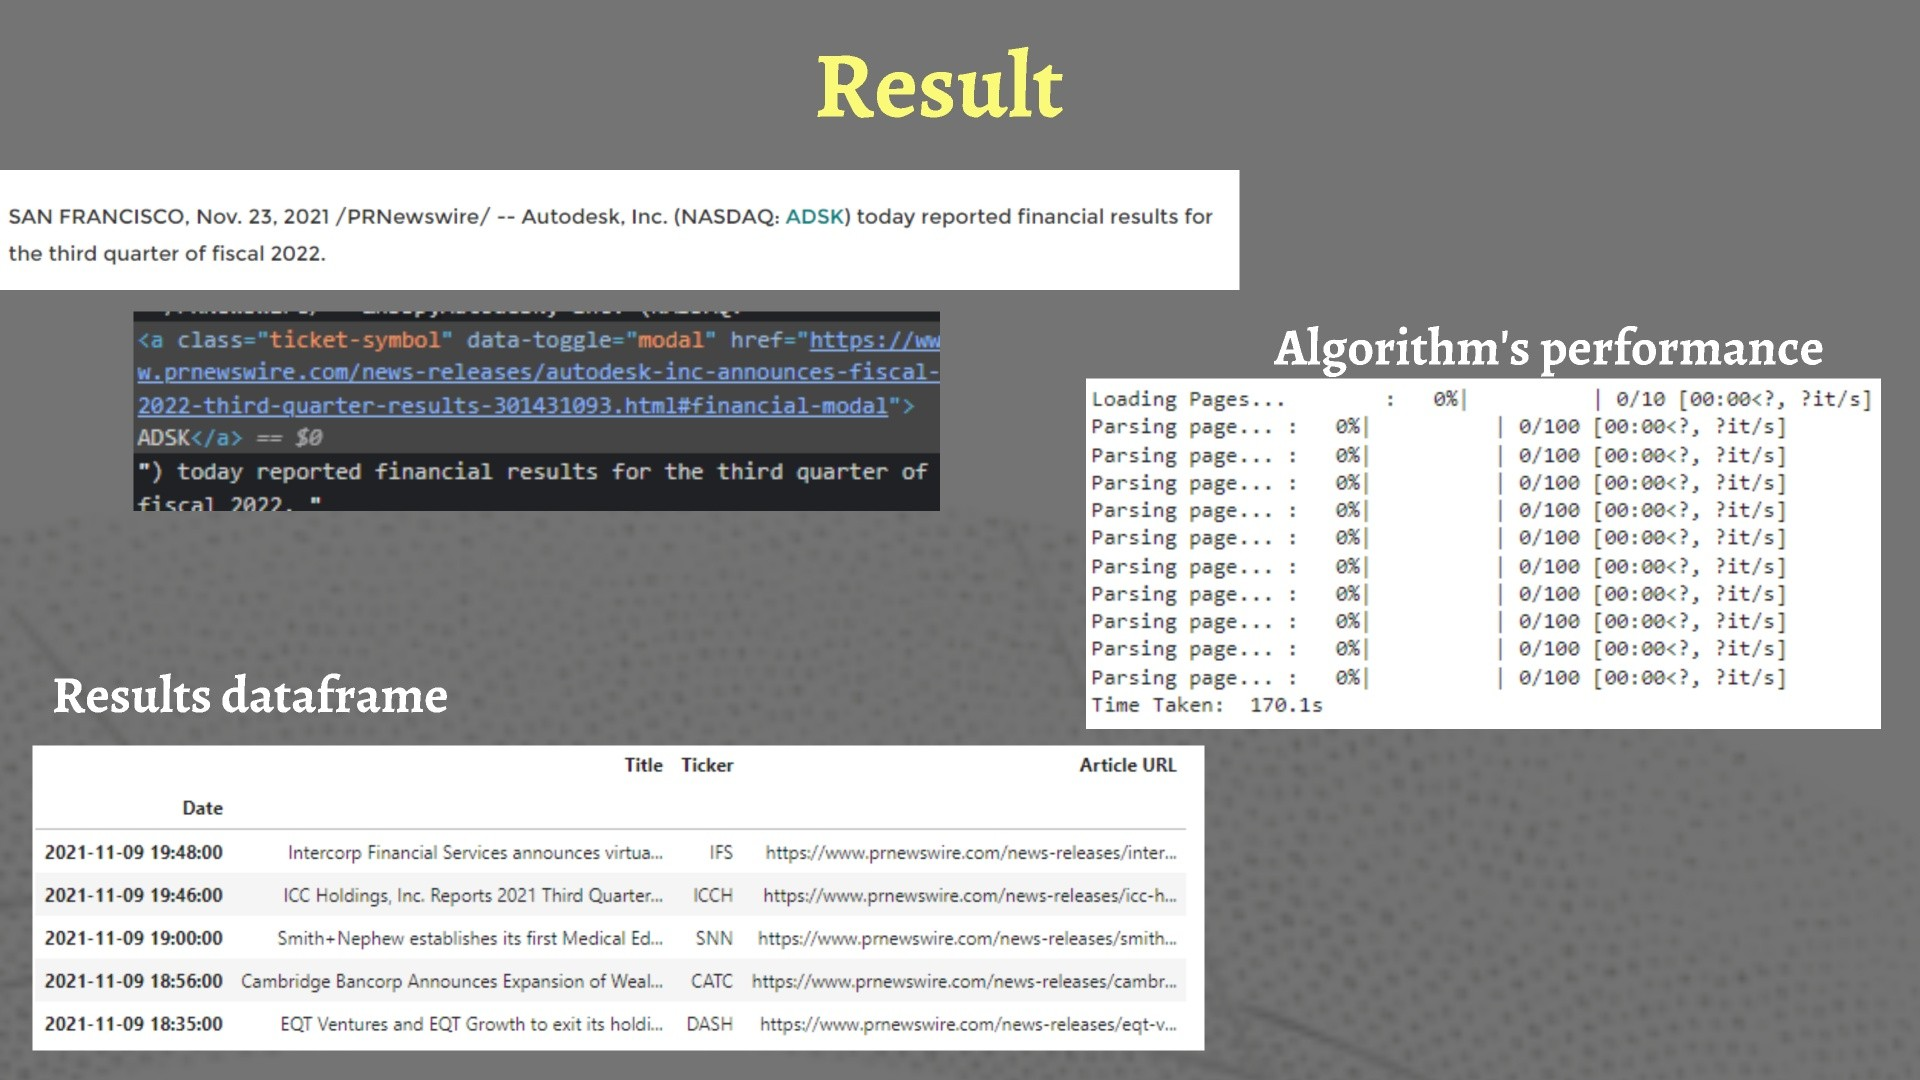 Result
SAN FRANCISCO, Nov. 23, 2021 /PRNewswire/ -- Autodesk, Inc. (NASDAQ: ADSK) today reported financial results for
the third quarter of fiscal 2022.
<a class="ticket-symbol" data-toggle="modal" href="https://ww
w.prnewswire.com/news-releases/autodesk-inc-announces-fiscal-
2022-third-quarter-results-301431093.html#financial-modal">
ADSK</a> == $0
") today reported financial results for the third quarter of
fiscal 2022. "
Algorithm's performance
Loading Pages... : 0%| | 0/10 [00:00<?, ?it/s]
Parsing page... : 0%| | 0/100 [00:00<?, ?it/s]
Parsing page... : 0%| | 0/100 [00:00<?, ?it/s]
Parsing page... : 0%| | 0/100 [00:00<?, ?it/s]
Parsing page... : 0%| | 0/100 [00:00<?, ?it/s]
Parsing page... : 0%| | 0/100 [00:00<?, ?it/s]
Parsing page... : 0%| | 0/100 [00:00<?, ?it/s]
Parsing page... : 0%| | 0/100 [00:00<?, ?it/s]
Parsing page... : 0%| | 0/100 [00:00<?, ?it/s]
Parsing page... : 0%| | 0/100 [00:00<?, ?it/s]
Parsing page... : 0%| | 0/100 [00:00<?, ?it/s]
Time Taken: 170.1s
Results dataframe
Title Ticker Article URL
Date
2021-11-09 19:48:00 Intercorp Financial Services announces virtua... IFS https://www.prnewswire.com/news-releases/inter...
2021-11-09 19:46:00 ICC Holdings, Inc. Reports 2021 Third Quarter... ICCH https://www.prnewswire.com/news-releases/icc-h...
2021-11-09 19:00:00 Smith+Nephew establishes its first Medical Ed... SNN https://www.prnewswire.com/news-releases/smith...
2021-11-09 18:56:00 Cambridge Bancorp Announces Expansion of Weal... CATC https://www.prnewswire.com/news-releases/cambr...
2021-11-09 18:35:00 EQT Ventures and EQT Growth to exit its holdi... DASH https://www.prnewswire.com/news-releases/eqt-v...